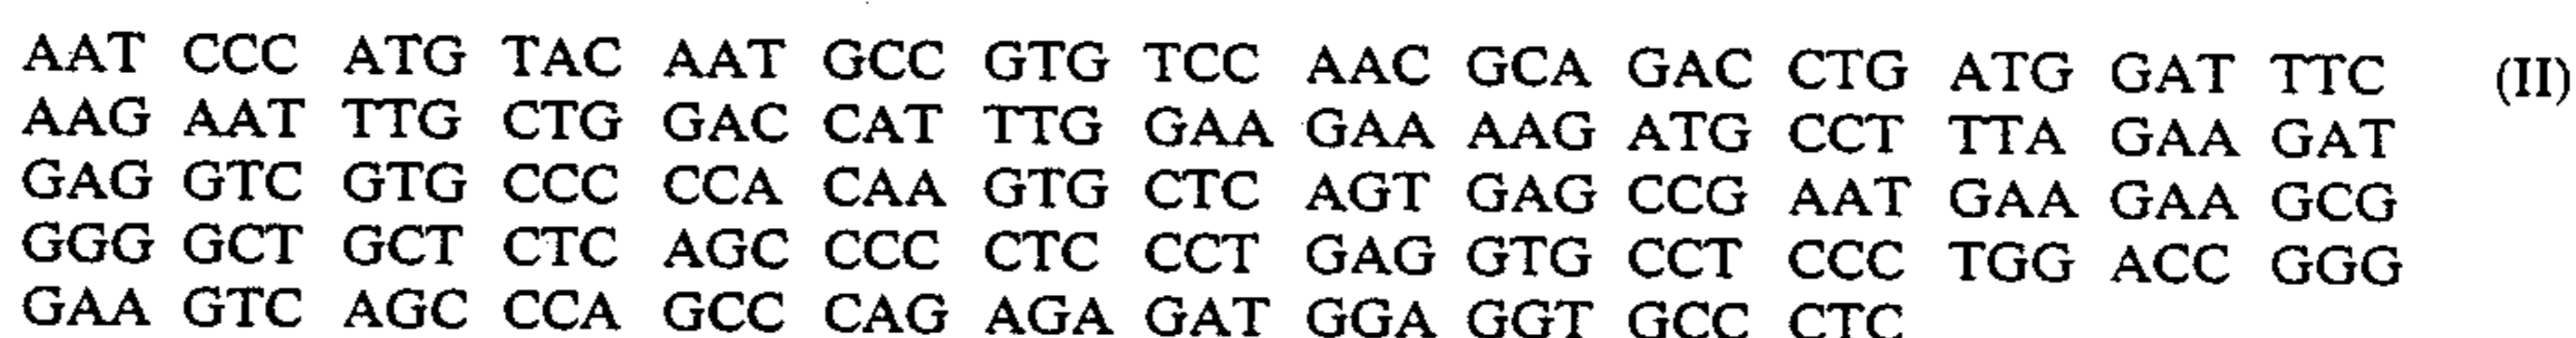 AAT CCC ATG TAC AAT GCC GTG TCC AAC GCA GAC CTG ATG GAT TTC (II)
AAG AAT TTG CTG GAC CAT TTG GAA GAA AAG ATG CCT TTA GAA GAT
GAG GTC GTG CCC CCA CAA GTG CTC AGT GAG CCG AAT GAA GAA GCG
GGG GCT GCT CTC AGC CCC CTC CCT GAG GTG CCT CCC TGG ACC GGG
GAA GTC AGC CCA GCC CAG AGA GAT GGA GGT GCC CTC